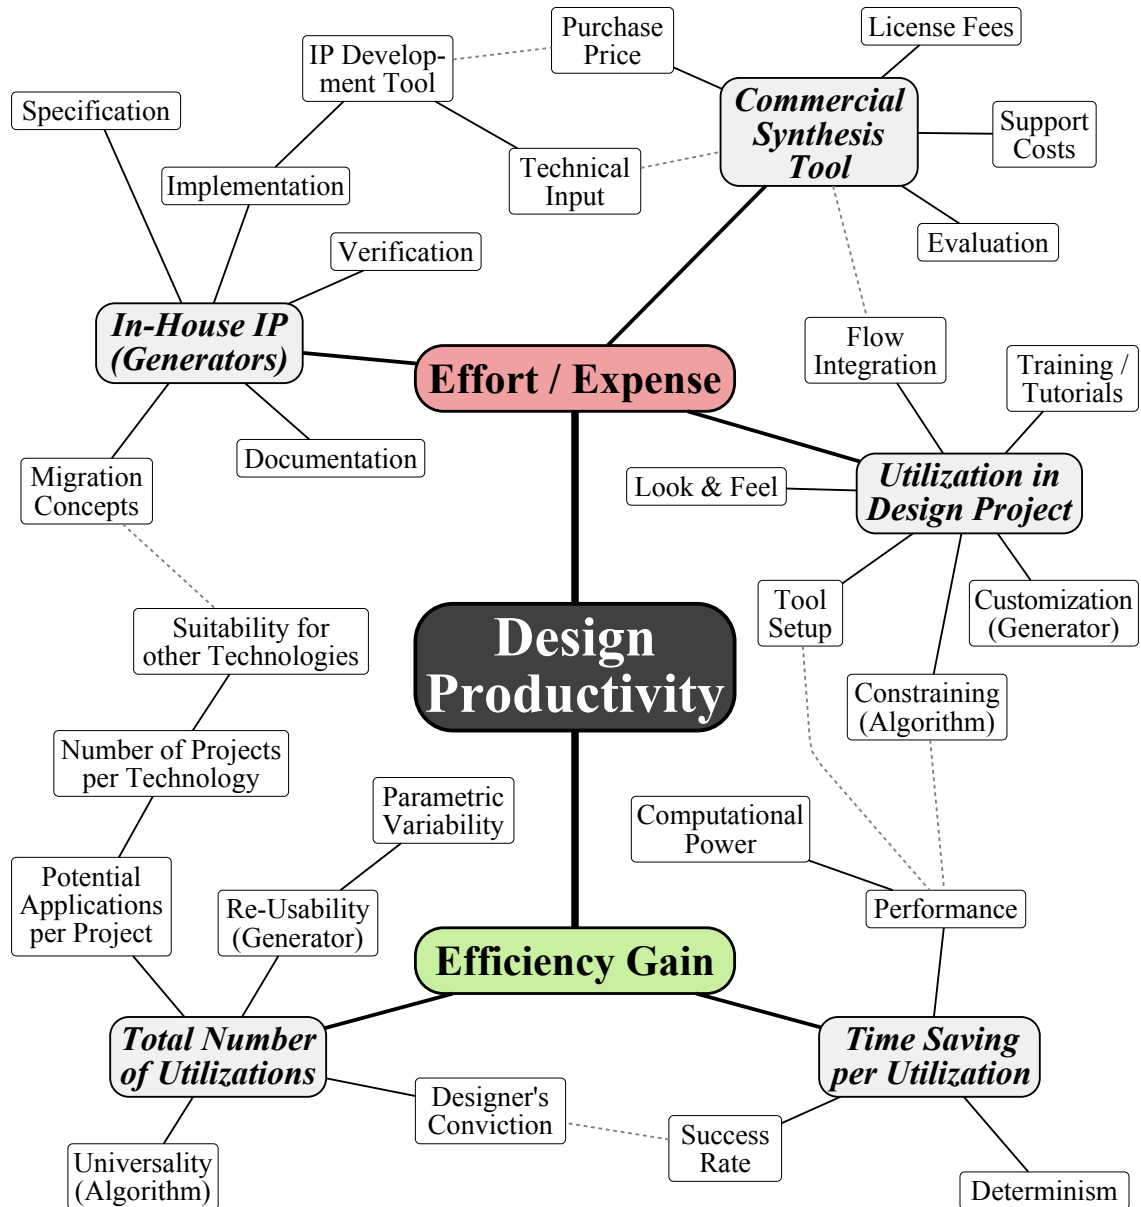 License Fees
Purchase
Price
IP Develop-
ment Tool
Commercial
Synthesis
Tool
Specification
Support
Costs
Technical
Input
Implementation
Verification
Evaluation
In-House IP
(Generators)
Flow
Integration
Training /
Tutorials
Effort / Expense
Documentation
Migration
Concepts
Look & Feel
Utilization in
Design Project
Tool
Setup
Customization
(Generator)
Suitability for
other Technologies
Design
Productivity
Constraining
(Algorithm)
Number of Projects
per Technology
Parametric
Variability
Computational
Power
Potential
Applications
per Project
Re-Usability
(Generator)
Performance
Efficiency Gain
Total Number
of Utilizations
Time Saving
per Utilization
Designer's
Conviction
Success
Rate
Universality
(Algorithm)
Determinism